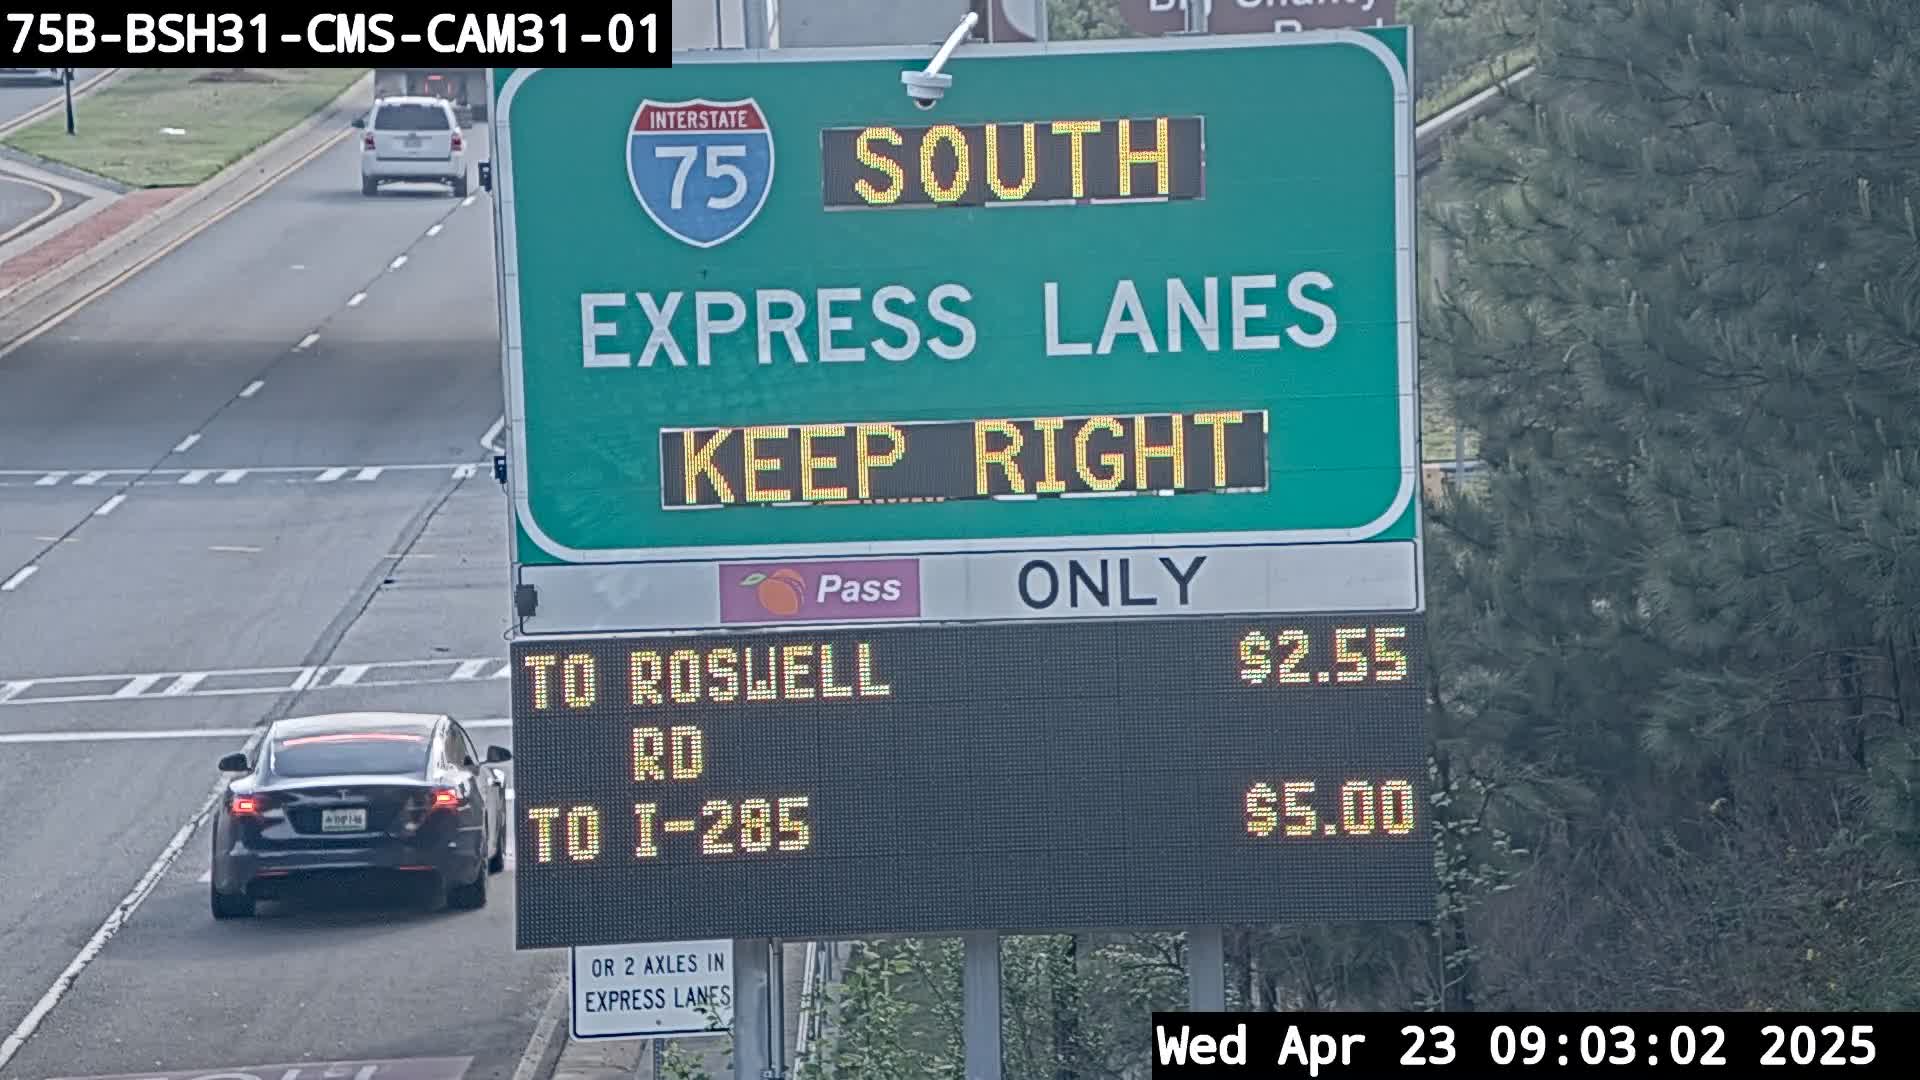 75B-BSH31-CMS-CAM31-01
INTERSTATE
75
SOUTH
EXPRESS LANES
KEEP RIGHT
Pass
ONLY
TO ROSWELL $2.55
RD
TO I-285 $5.00
OR 2 AXLES IN
EXPRESS LANES
Wed Apr 23 09:03:02 2025